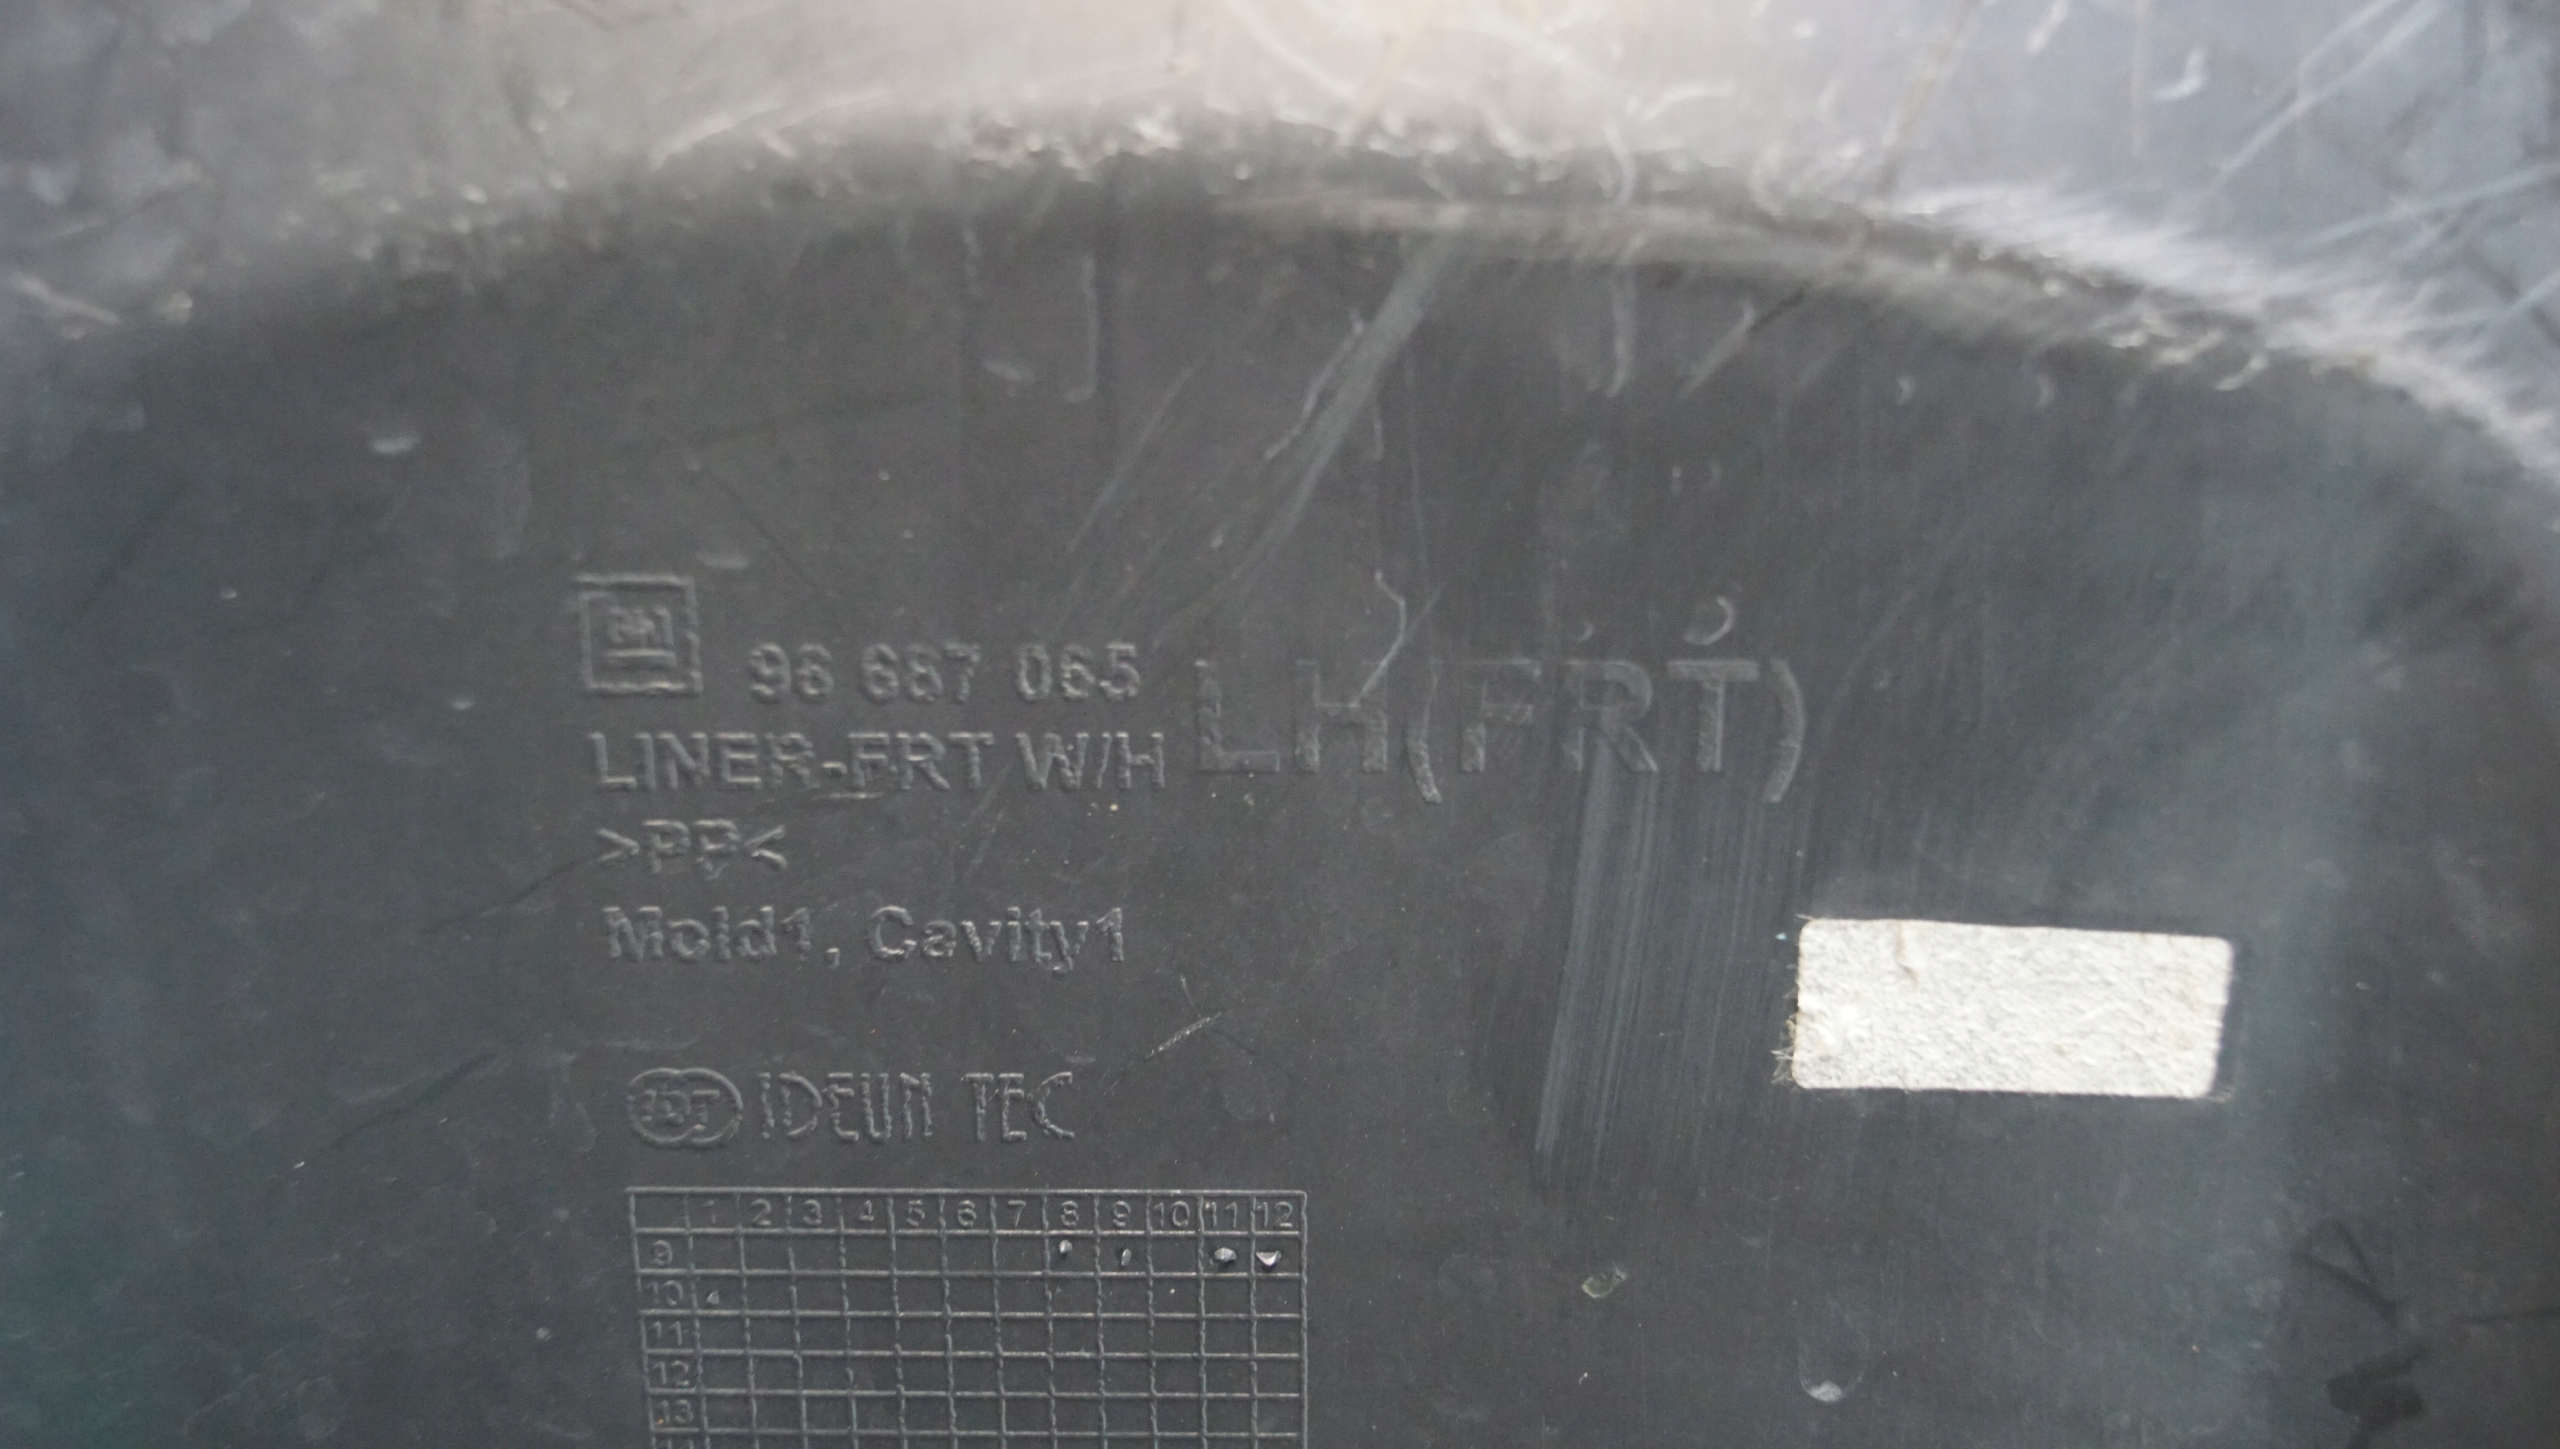 GM
96 687 065
LH(FRT)
LINER-FRT W/H
>PP<
Mold1, Cavity1
IDT IDEUN TEC
1 2 3 4 5 6 7 8 9 10 11 12
9
10
11
12
13